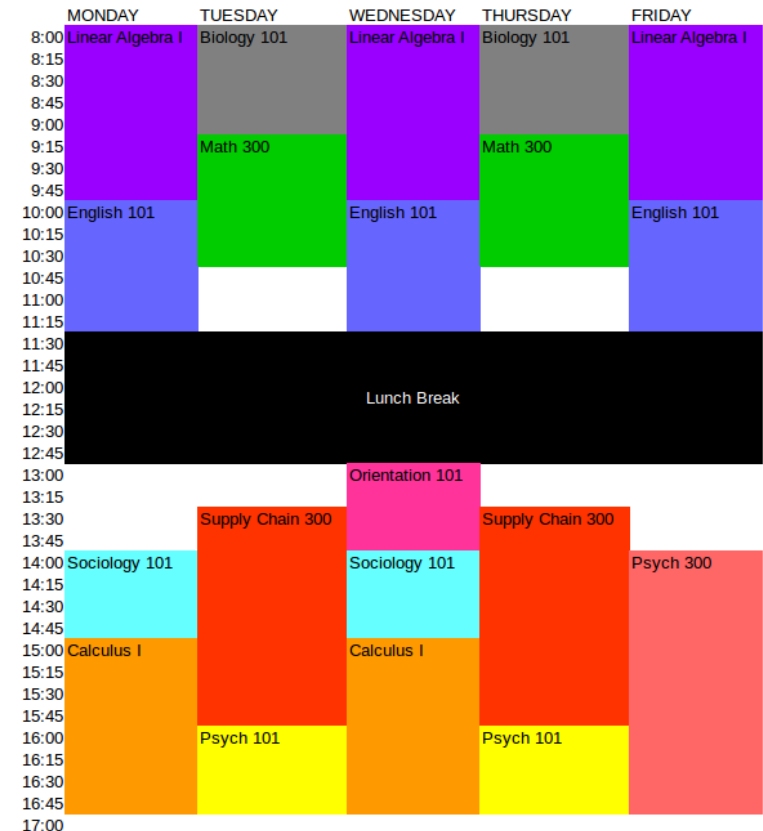 MONDAY TUESDAY WEDNESDAY THURSDAY FRIDAY
8:00 Linear Algebra I Biology 101 Linear Algebra I Biology 101 Linear Algebra I
8:15
8:30
8:45
9:00
9:15 Math 300 Math 300
9:30
9:45
10:00 English 101 English 101 English 101
10:15
10:30
10:45
11:00
11:15
11:30
11:45
12:00
Lunch Break
12:15
12:30
12:45
13:00 Orientation 101
13:15
13:30 Supply Chain 300 Supply Chain 300
13:45
14:00 Sociology 101 Sociology 101 Psych 300
14:15
14:30
14:45
15:00 Calculus I Calculus I
15:15
15:30
15:45
16:00 Psych 101 Psych 101
16:15
16:30
16:45
17:00